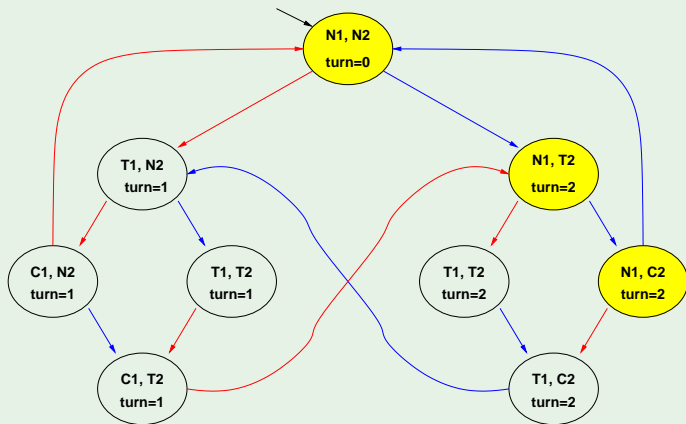 N1, N2
turn=0
T1, N2
turn=1
N1, T2
turn=2
C1, N2
turn=1
T1, T2
turn=1
T1, T2
turn=2
N1, C2
turn=2
C1, T2
turn=1
T1, C2
turn=2